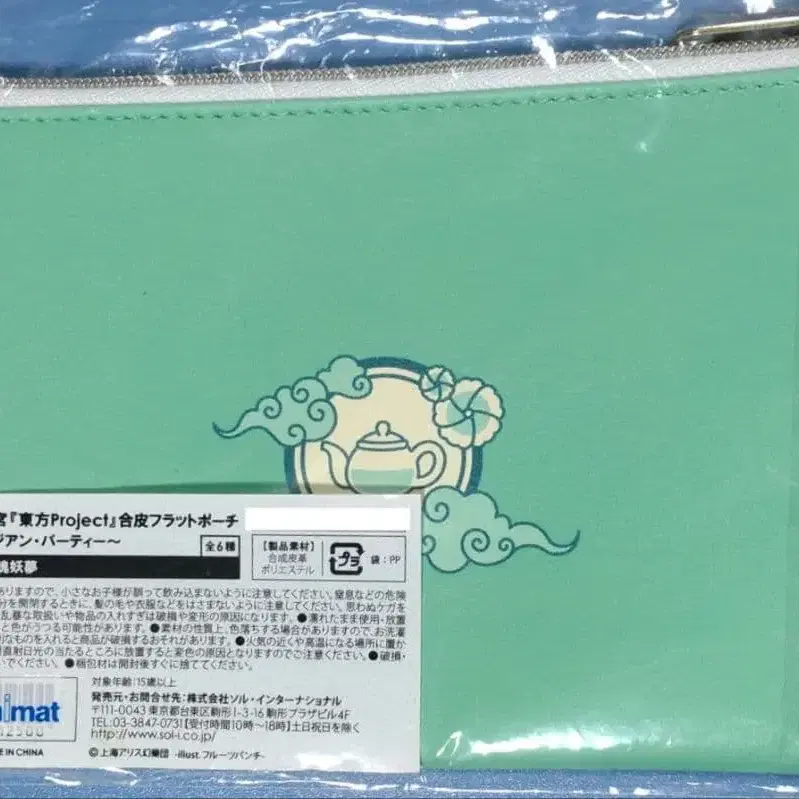 宮『東方Project』合皮フラットポーチ
ジアン・パーティー～
全6種
魂妖夢
【製品素材】
合成皮革
ポリエステル
プラ
袋：PP
ありますので、小さなお子様が誤って飲み込まないように注意してください。窒息などの危険
分を開閉するときに、髪の毛や衣服などをはさまないように注意してください。思わぬケガを
乱暴な取扱いや物品の入れすぎは破損や変形の原因になります。●濡れたまま使用・放置
と色がうつる可能性があります。●素材の性質上、色落ちする場合がありますので、お洗濯
なものを入れると商品が破損するおそれがあります。●火気の近くや高温になる場所に置か
直射日光の当たるところに放置すると変色の原因となりますのでご注意ください。●破損・
いでください。●梱包材は開封後すぐに捨ててください。
対象年齢：15歳以上
発売元・お問合せ先：株式会社ソル・インターナショナル
〒111-0043 東京都台東区駒形1-3-16 駒形プラザビル4F
TEL:03-3847-0731【受付時間10時～18時】土日祝日を除く
http://www.sol-i.co.jp/
imat
2500
E IN CHINA
©上海アリス幻樂団 -illust.フルーツパンチ-